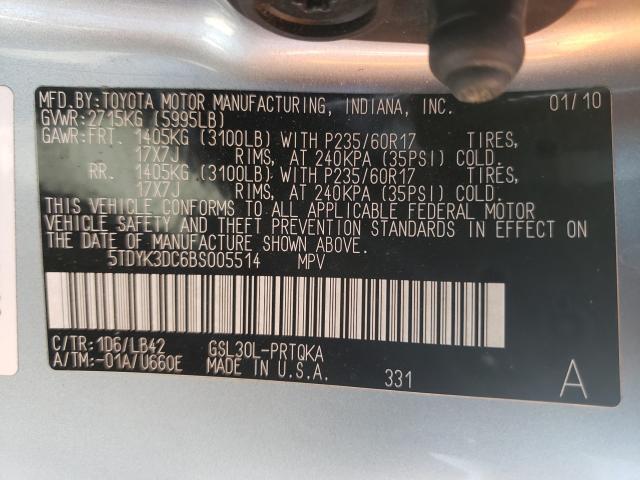 MFD.BY:TOYOTA MOTOR MANUFACTURING, INDIANA, INC. 01/10
GVWR:2715KG (5995LB)
GAWR:FRT. 1405KG (3100LB) WITH P235/60R17 TIRES,
17X7J RIMS, AT 240KPA (35PSI) COLD.
RR. 1405KG (3100LB) WITH P235/60R17 TIRES,
17X7J RIMS, AT 240KPA (35PSI) COLD.
THIS VEHICLE CONFORMS TO ALL APPLICABLE FEDERAL MOTOR
VEHICLE SAFETY AND THEFT PREVENTION STANDARDS IN EFFECT ON
THE DATE OF MANUFACTURE SHOWN ABOVE.
5TDYK3DC6BS005514 MPV
C/TR:1D6/LB42 GSL30L-PRTQKA
A/TM:-01A/U660E MADE IN U.S.A. 331 A